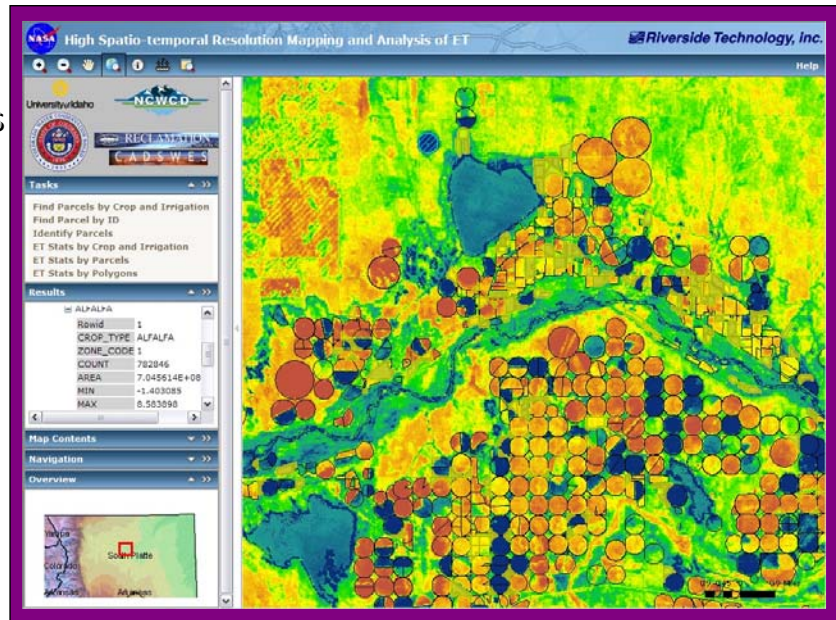 NASA
High Spatio-temporal Resolution Mapping and Analysis of ET
Riverside Technology, inc.
Help
University of Idaho
NCWCD
RECLAMATION
CADSWES
Tasks
Find Parcels by Crop and Irrigation
Find Parcel by ID
Identify Parcels
ET Stats by Crop and Irrigation
ET Stats by Parcels
ET Stats by Polygons
Results
ALFALFA
Rowid 1
CROP_TYPE ALFALFA
ZONE_CODE 1
COUNT 782846
AREA 7.045614E+08
MIN -1.403085
MAX 8.583898
Map Contents
Navigation
Overview
Yampa
South Platte
Colorado
Arkansas
Arkansas